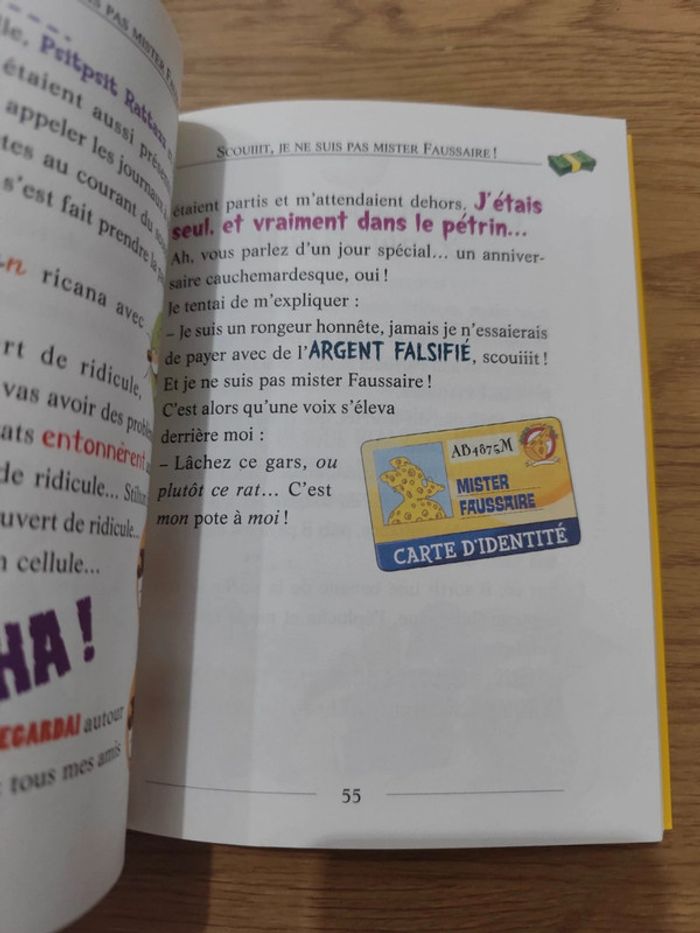 PAS MISTER FAUSSAIRE
Psitpsit Rattazu
étaient aussi
appeler les journaux
tes au courant du
s'est fait prendre la
ricana avec
rt de ridicule,
vas avoir des
ats entonnèrent
de ridicule...
uvert de ridicule...
n cellule...
HA !
EGARDAI autour
tous mes amis
SCOUIIIT, JE NE SUIS PAS MISTER FAUSSAIRE !
étaient partis et m'attendaient dehors. J'étais
seul, et vraiment dans le pétrin...
Ah, vous parlez d'un jour spécial... un anniver-
saire cauchemardesque, oui !
Je tentai de m'expliquer :
– Je suis un rongeur honnête, jamais je n'essaierais
de payer avec de l'ARGENT FALSIFIÉ, scouiiit !
Et je ne suis pas mister Faussaire !
C'est alors qu'une voix s'éleva
derrière moi :
– Lâchez ce gars, ou
plutôt ce rat... C'est
mon pote à moi !
AB4875M
MISTER
FAUSSAIRE
CARTE D'IDENTITÉ
55